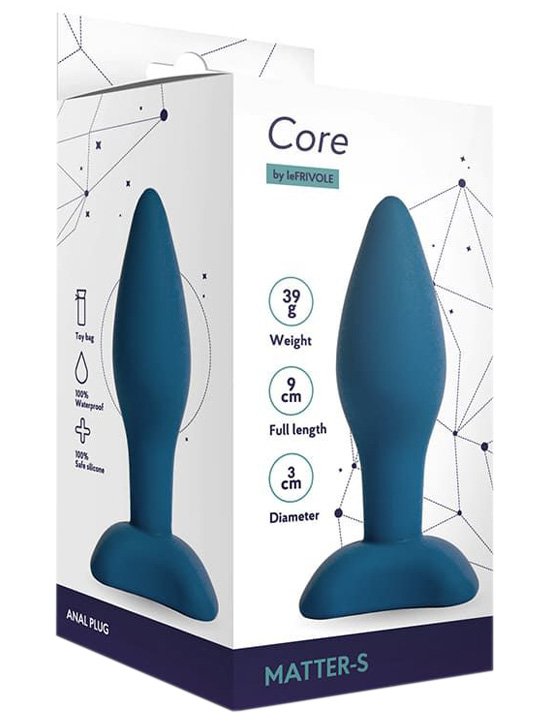 Core
by leFRIVOLE
39
g
Weight
9
cm
Full length
3
cm
Diameter
MATTER-S
Toy bag
100%
Waterproof
100%
Safe silicone
ANAL PLUG